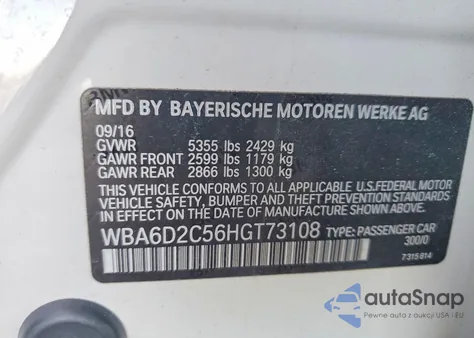 MFD BY BAYERISCHE MOTOREN WERKE AG
09/16
GVWR 5355 lbs 2429 kg
GAWR FRONT 2599 lbs 1179 kg
GAWR REAR 2866 lbs 1300 kg
THIS VEHICLE CONFORMS TO ALL APPLICABLE U.S.FEDERAL MOTOR
VEHICLE SAFETY, BUMPER AND THEFT PREVENTION STANDARDS IN
EFFECT ON THE DATE OF MANUFACTURE SHOWN ABOVE.
WBA6D2C56HGT73108 TYPE: PASSENGER CAR
300/0
7315814
autoSnap
Pewne auta z aukcji USA i EU